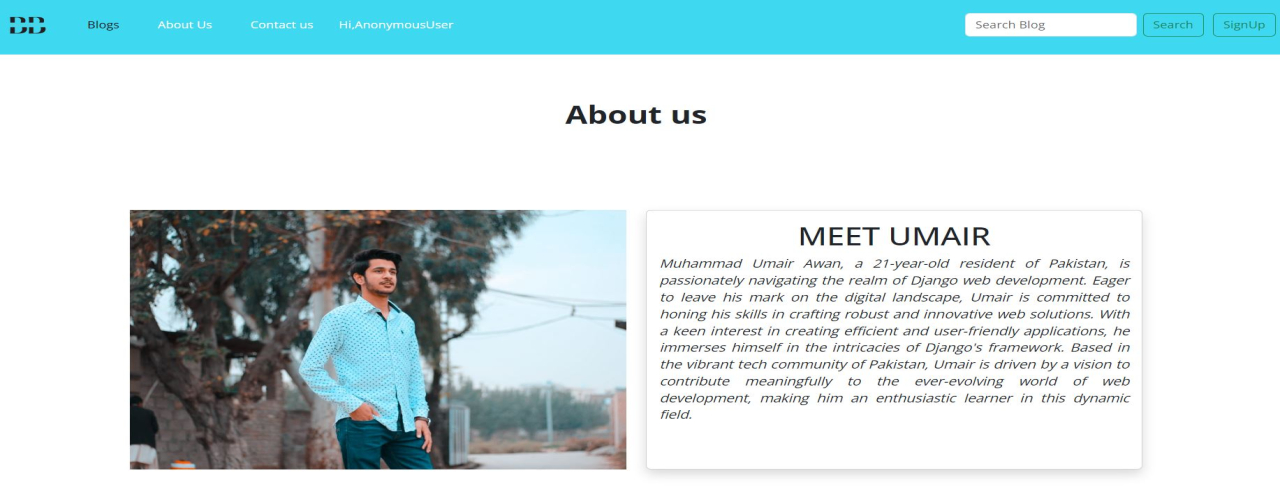 DD Blogs About Us Contact us Hi,AnonymousUser Search Blog Search SignUp
About us
MEET UMAIR
Muhammad Umair Awan, a 21-year-old resident of Pakistan, is
passionately navigating the realm of Django web development. Eager
to leave his mark on the digital landscape, Umair is committed to
honing his skills in crafting robust and innovative web solutions. With
a keen interest in creating efficient and user-friendly applications, he
immerses himself in the intricacies of Django's framework. Based in
the vibrant tech community of Pakistan, Umair is driven by a vision to
contribute meaningfully to the ever-evolving world of web
development, making him an enthusiastic learner in this dynamic
field.